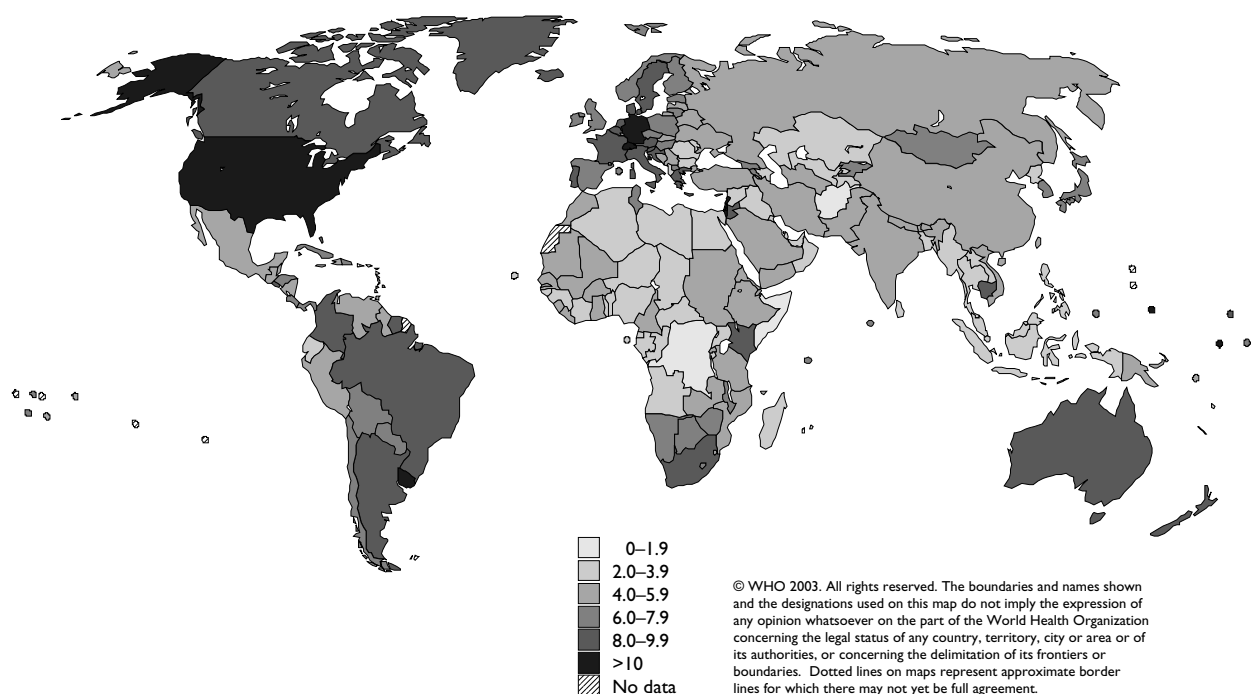 0–1.9
2.0–3.9
4.0–5.9
6.0–7.9
8.0–9.9
>10
No data
© WHO 2003. All rights reserved. The boundaries and names shown
and the designations used on this map do not imply the expression of
any opinion whatsoever on the part of the World Health Organization
concerning the legal status of any country, territory, city or area or of
its authorities, or concerning the delimitation of its frontiers or
boundaries.  Dotted lines on maps represent approximate border
lines for which there may not yet be full agreement.